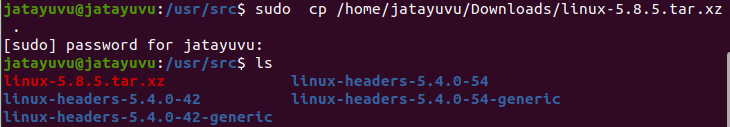 jatayuvu@jatayuvu:/usr/src$ sudo  cp /home/jatayuvu/Downloads/linux-5.8.5.tar.xz
 .
[sudo] password for jatayuvu:
jatayuvu@jatayuvu:/usr/src$ ls
linux-5.8.5.tar.xz linux-headers-5.4.0-54
linux-headers-5.4.0-42 linux-headers-5.4.0-54-generic
linux-headers-5.4.0-42-generic